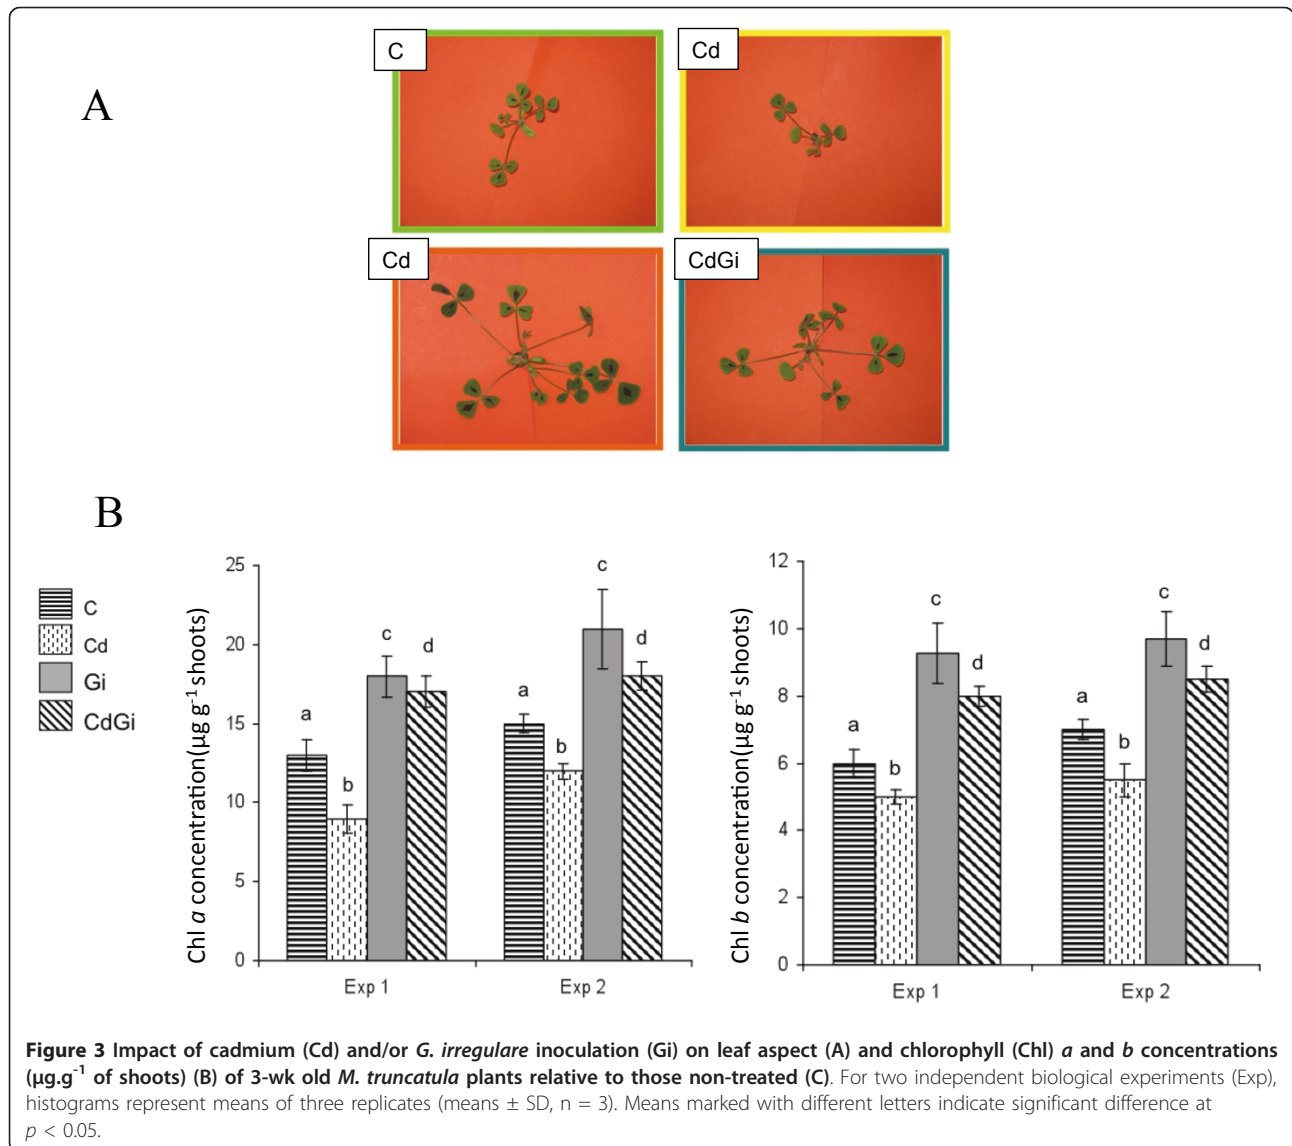 A
C
Cd
Cd
CdGi
B
C
Cd
Gi
CdGi
Chl a concentration(µg g⁻¹ shoots)
25
20
15
10
5
0
a
b
c
d
a
b
c
d
Exp 1
Exp 2
Chl b concentration(µg g⁻¹ shoots)
12
10
8
6
4
2
0
a
b
c
d
a
b
c
d
Exp 1
Exp 2
Figure 3 Impact of cadmium (Cd) and/or G. irregulare inoculation (Gi) on leaf aspect (A) and chlorophyll (Chl) a and b concentrations
(µg.g⁻¹ of shoots) (B) of 3-wk old M. truncatula plants relative to those non-treated (C). For two independent biological experiments (Exp),
histograms represent means of three replicates (means ± SD, n = 3). Means marked with different letters indicate significant difference at
p < 0.05.